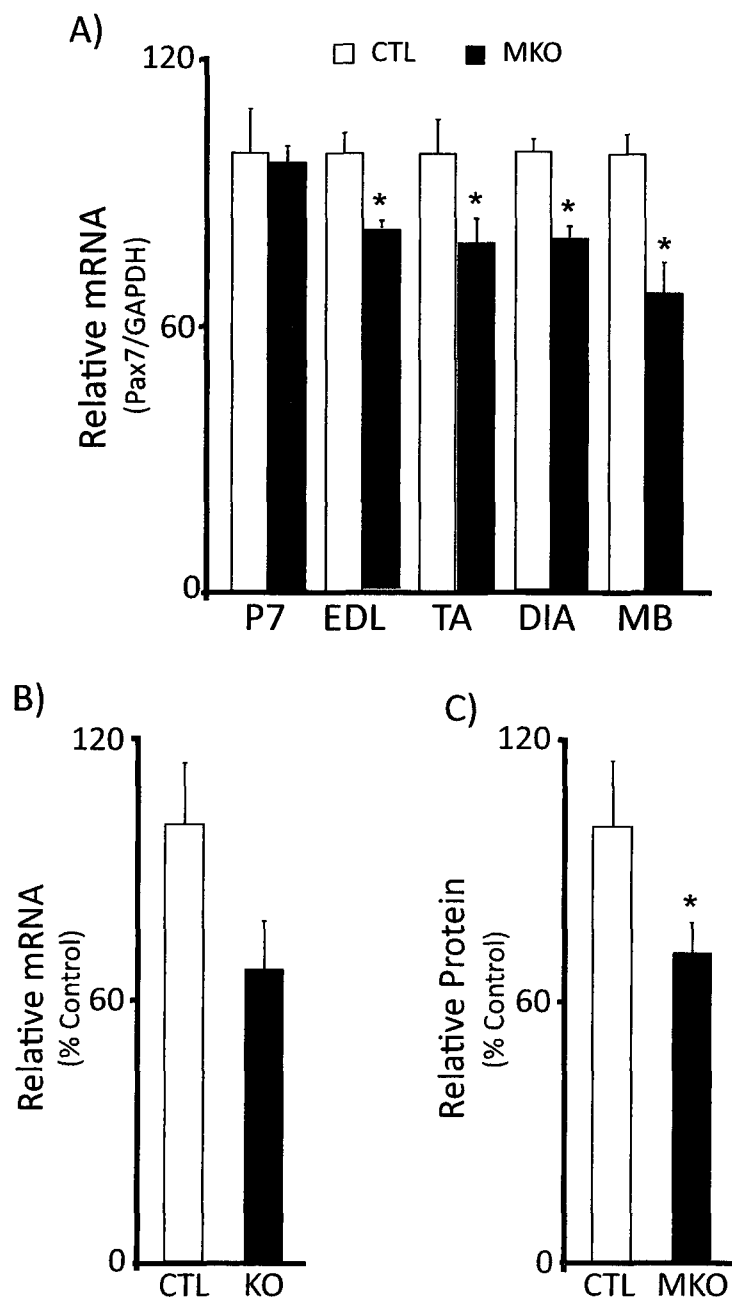 A)
120
CTL
MKO
Relative mRNA
(Pax7/GAPDH)
*
*
*
*
60
0
P7 EDL TA DIA MB
B)
120
Relative mRNA
(% Control)
60
0
CTL KO
C)
120
Relative Protein
(% Control)
*
60
0
CTL MKO